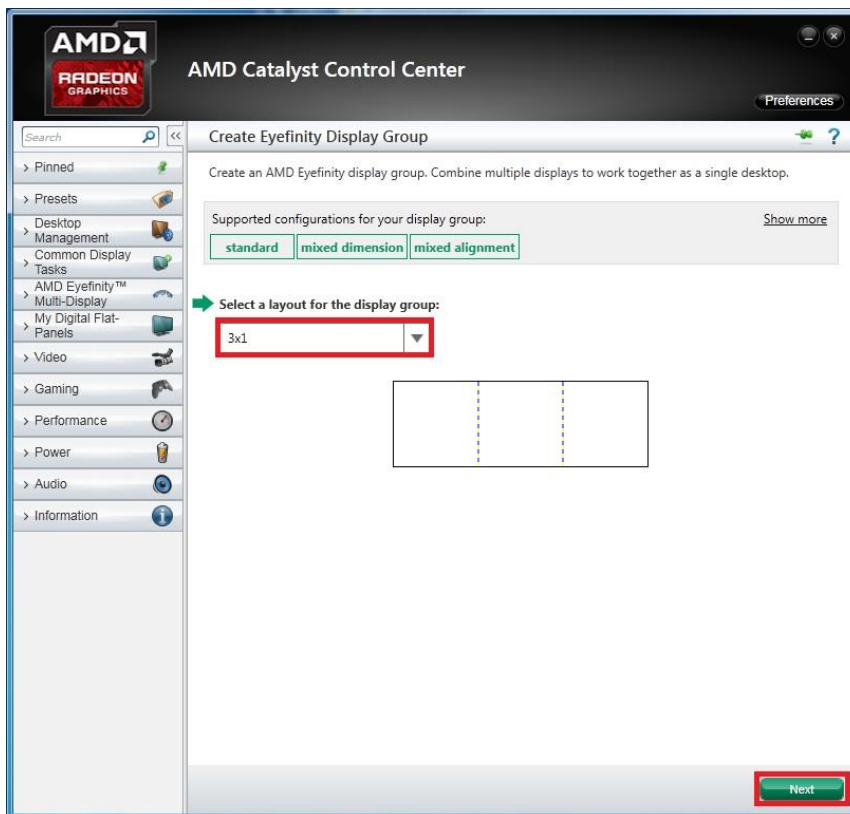 AMD
RADEON
GRAPHICS
AMD Catalyst Control Center
Preferences
Search
<<
Create Eyefinity Display Group
?
> Pinned
> Presets
> Desktop
Management
> Common Display
Tasks
> AMD Eyefinity™
Multi-Display
> My Digital Flat-
Panels
> Video
> Gaming
> Performance
> Power
> Audio
> Information
Create an AMD Eyefinity display group. Combine multiple displays to work together as a single desktop.
Supported configurations for your display group:
Show more
standard
mixed dimension
mixed alignment
Select a layout for the display group:
3x1
Next